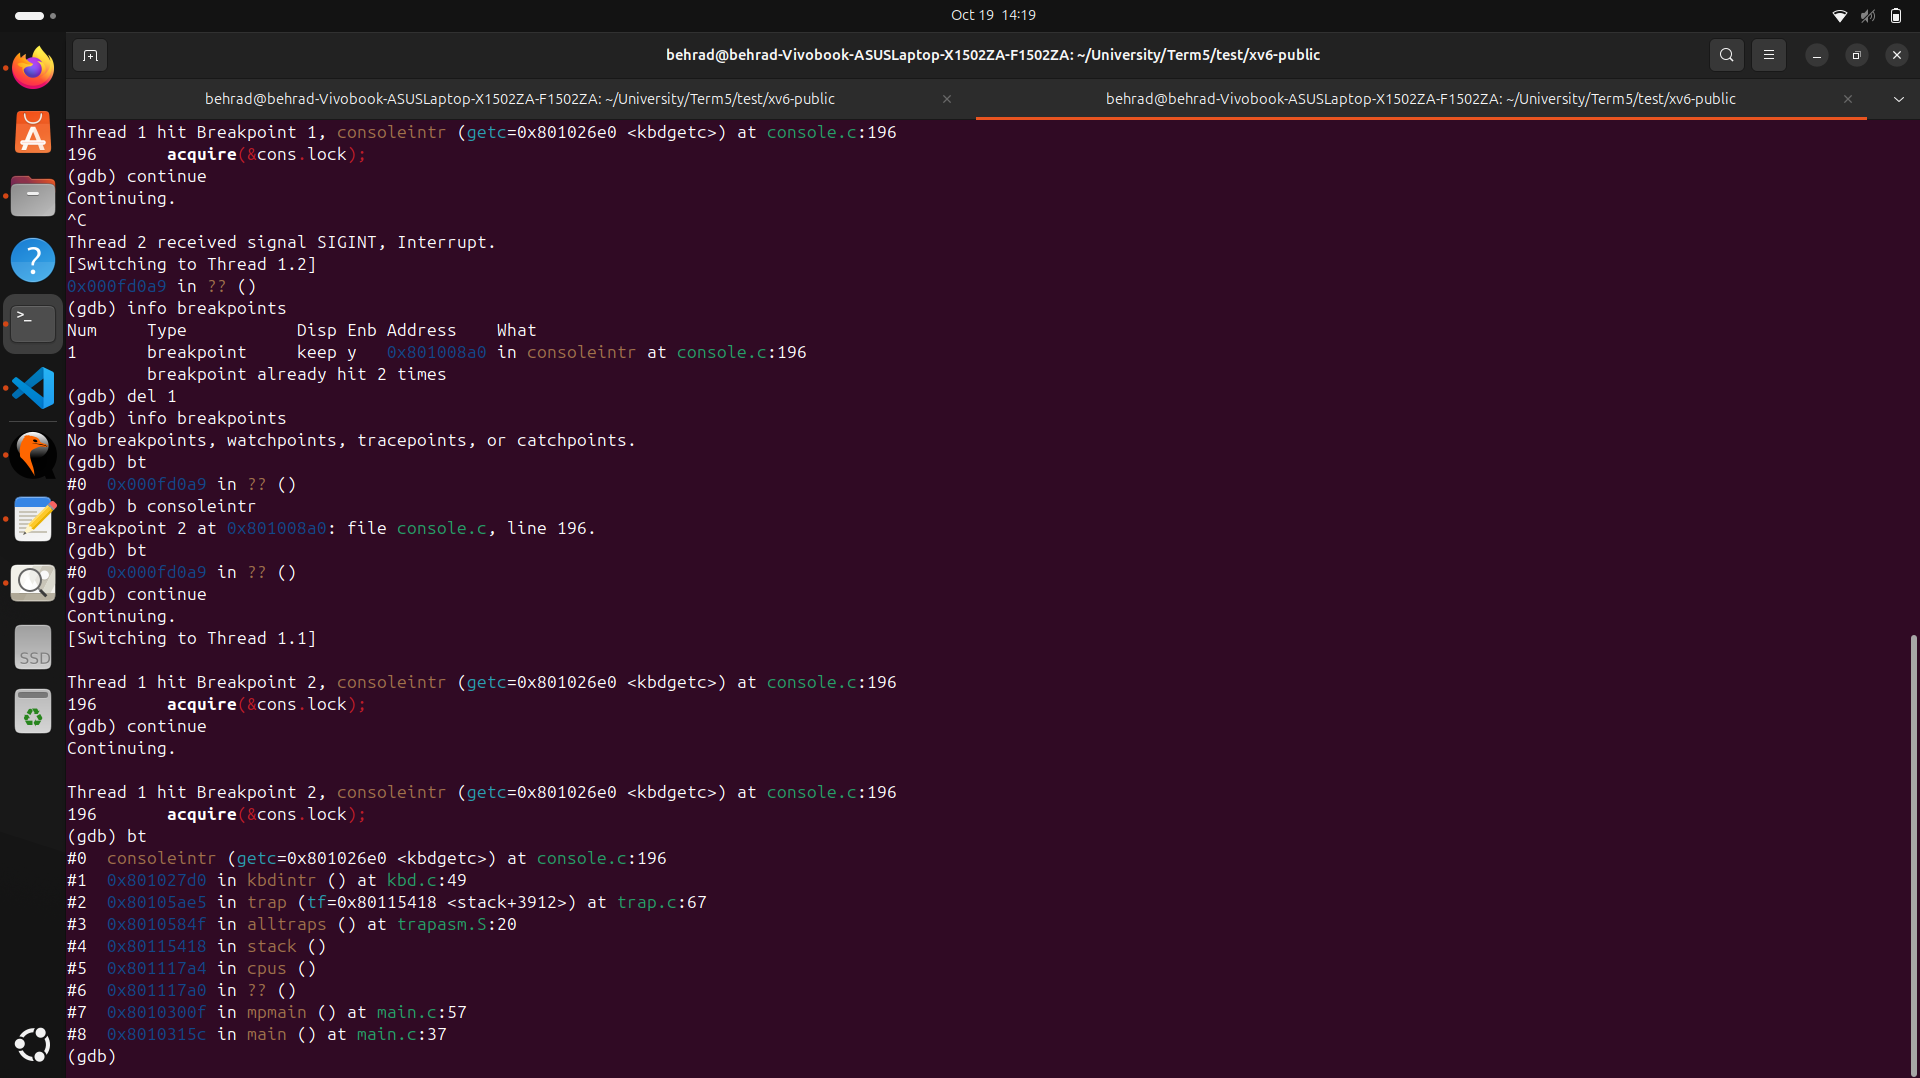 Oct 19 14:19
behrad@behrad-Vivobook-ASUSLaptop-X1502ZA-F1502ZA: ~/University/Term5/test/xv6-public
behrad@behrad-Vivobook-ASUSLaptop-X1502ZA-F1502ZA: ~/University/Term5/test/xv6-public
behrad@behrad-Vivobook-ASUSLaptop-X1502ZA-F1502ZA: ~/University/Term5/test/xv6-public
Thread 1 hit Breakpoint 1, consoleintr (getc=0x801026e0 <kbdgetc>) at console.c:196
196       acquire(&cons.lock);
(gdb) continue
Continuing.
^C
Thread 2 received signal SIGINT, Interrupt.
[Switching to Thread 1.2]
0x000fd0a9 in ?? ()
(gdb) info breakpoints
Num     Type           Disp Enb Address    What
1       breakpoint     keep y   0x801008a0 in consoleintr at console.c:196
        breakpoint already hit 2 times
(gdb) del 1
(gdb) info breakpoints
No breakpoints, watchpoints, tracepoints, or catchpoints.
(gdb) bt
#0  0x000fd0a9 in ?? ()
(gdb) b consoleintr
Breakpoint 2 at 0x801008a0: file console.c, line 196.
(gdb) bt
#0  0x000fd0a9 in ?? ()
(gdb) continue
Continuing.
[Switching to Thread 1.1]
Thread 1 hit Breakpoint 2, consoleintr (getc=0x801026e0 <kbdgetc>) at console.c:196
196       acquire(&cons.lock);
(gdb) continue
Continuing.
Thread 1 hit Breakpoint 2, consoleintr (getc=0x801026e0 <kbdgetc>) at console.c:196
196       acquire(&cons.lock);
(gdb) bt
#0  consoleintr (getc=0x801026e0 <kbdgetc>) at console.c:196
#1  0x801027d0 in kbdintr () at kbd.c:49
#2  0x80105ae5 in trap (tf=0x80115418 <stack+3912>) at trap.c:67
#3  0x8010584f in alltraps () at trapasm.S:20
#4  0x80115418 in stack ()
#5  0x801117a4 in cpus ()
#6  0x801117a0 in ?? ()
#7  0x8010300f in mpmain () at main.c:57
#8  0x8010315c in main () at main.c:37
(gdb)
SSD